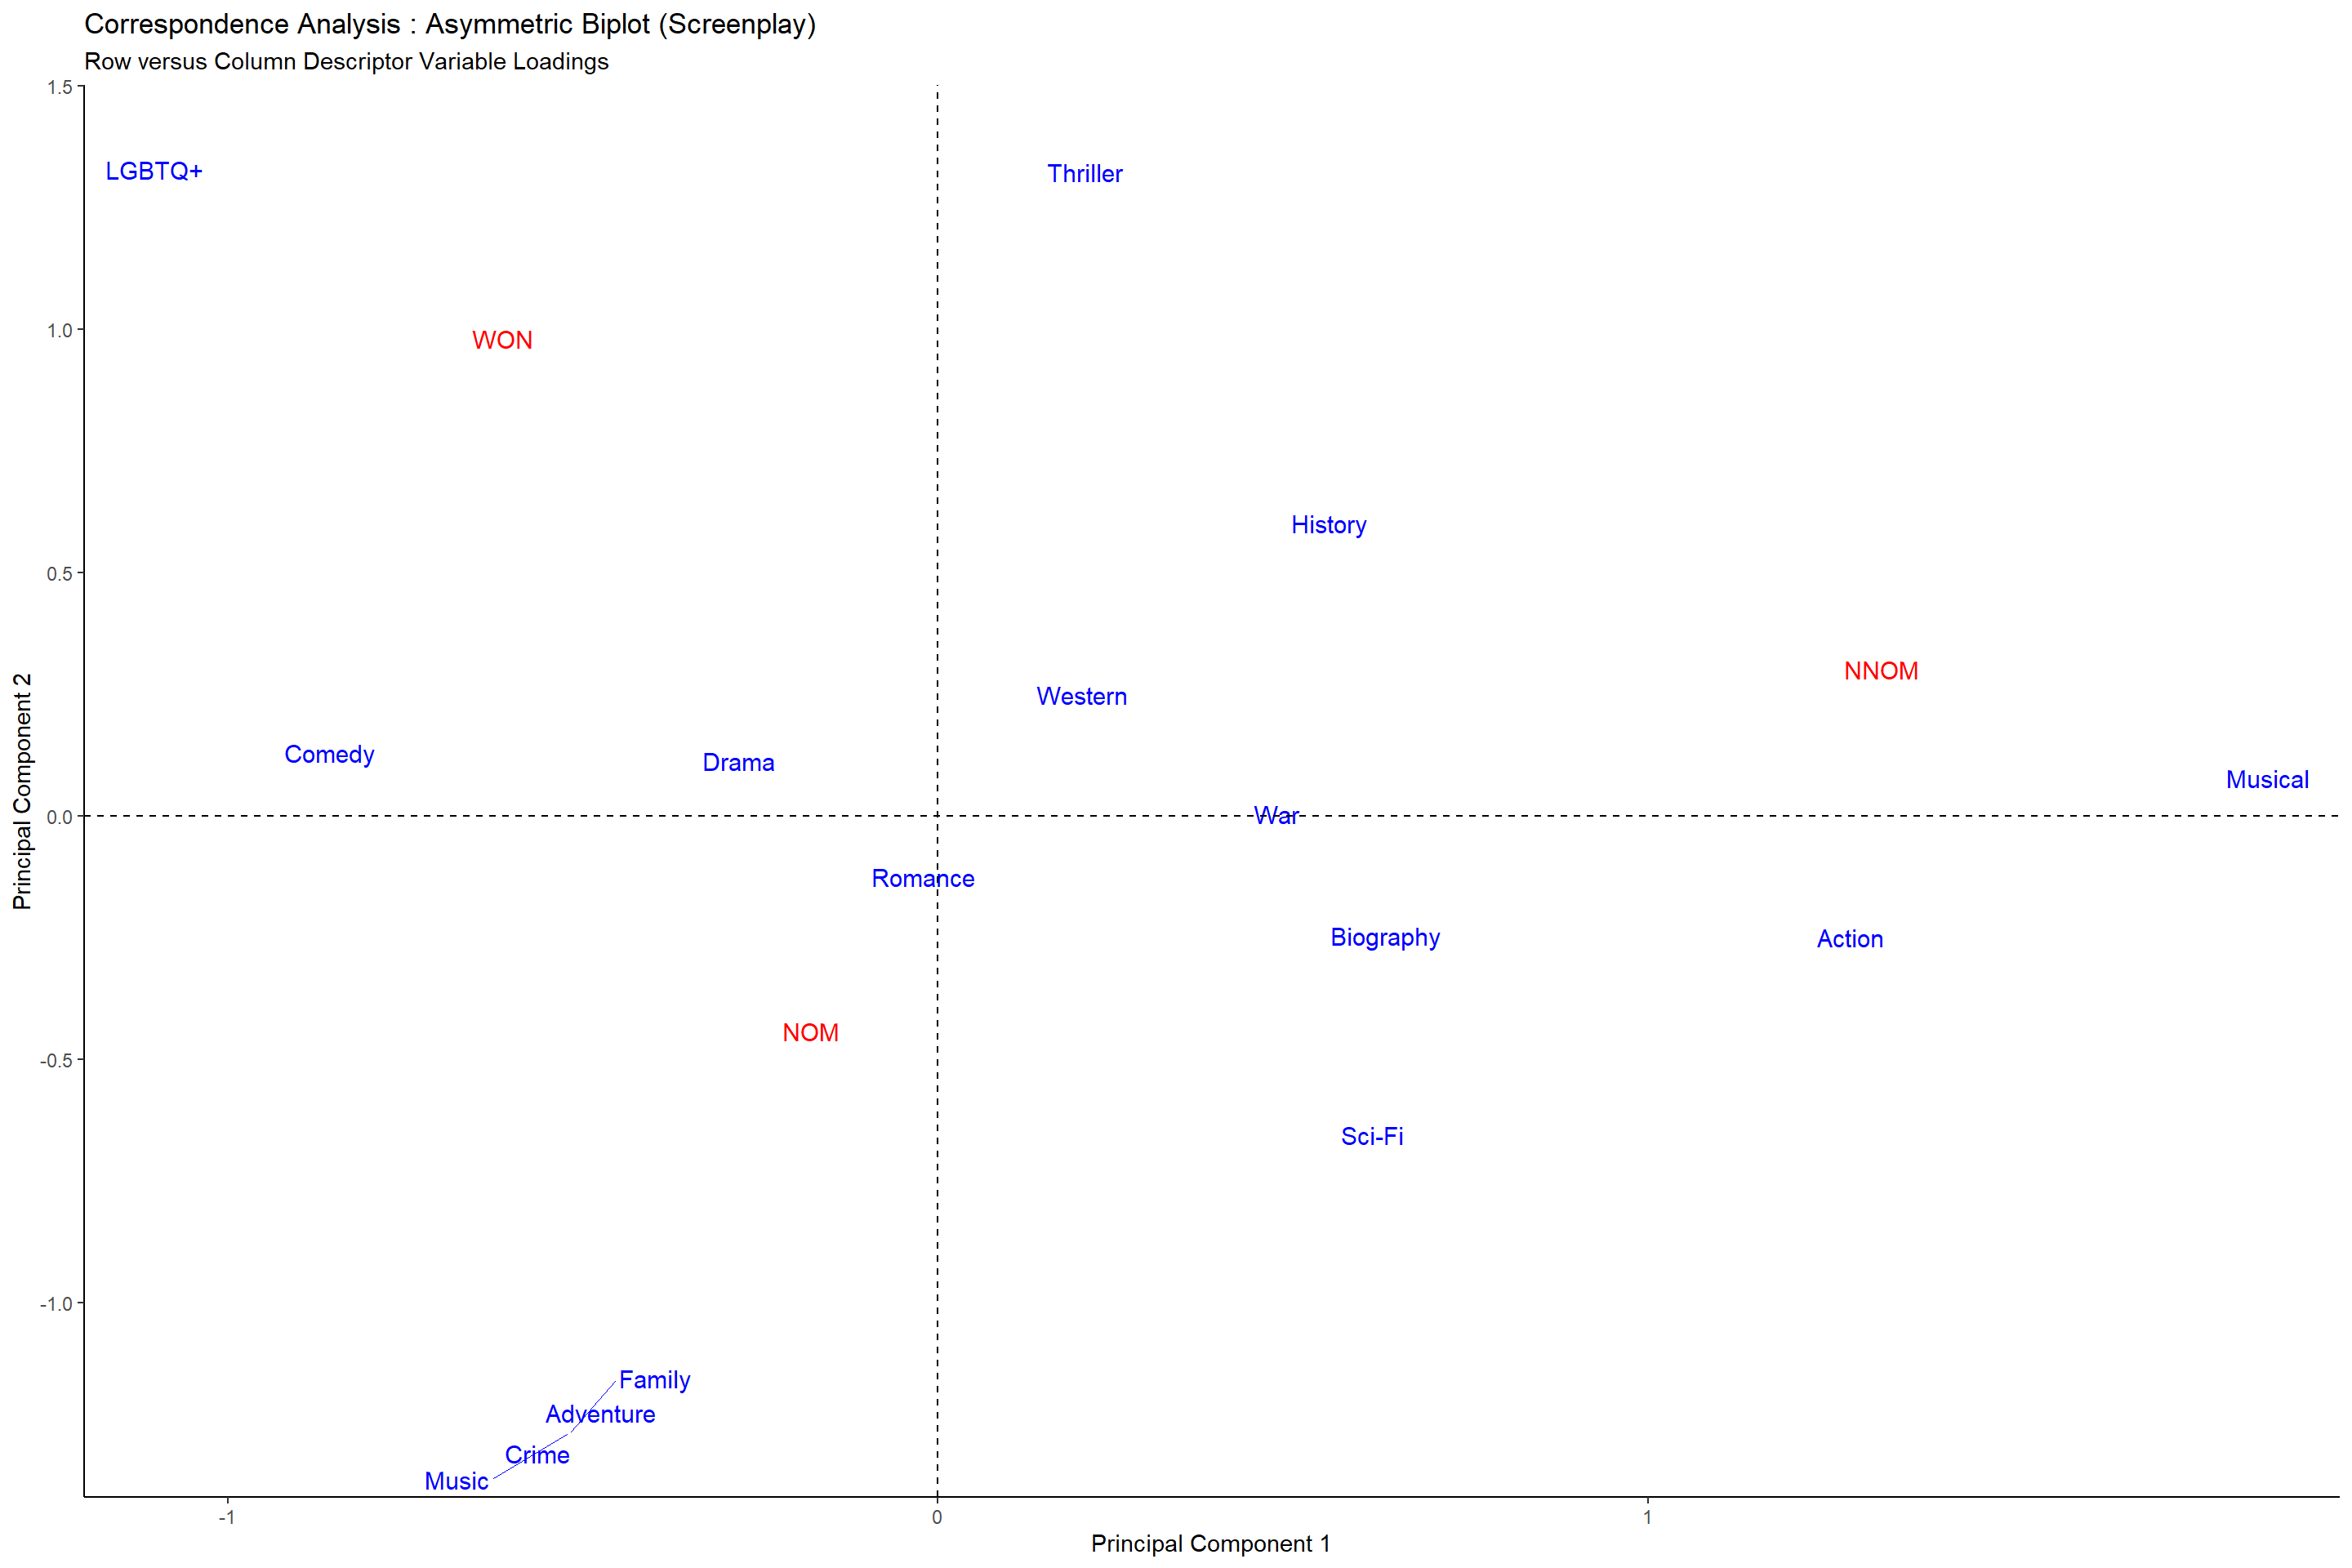 Correspondence Analysis : Asymmetric Biplot (Screenplay)
Row versus Column Descriptor Variable Loadings
1.5
LGBTQ+
Thriller
1.0
WON
History
0.5
NNOM
Western
Comedy
Drama
Musical
0.0
War
Romance
Biography
Action
NOM
-0.5
Sci-Fi
-1.0
Family
Adventure
Crime
Music
-1
0
1
Principal Component 1
Principal Component 2